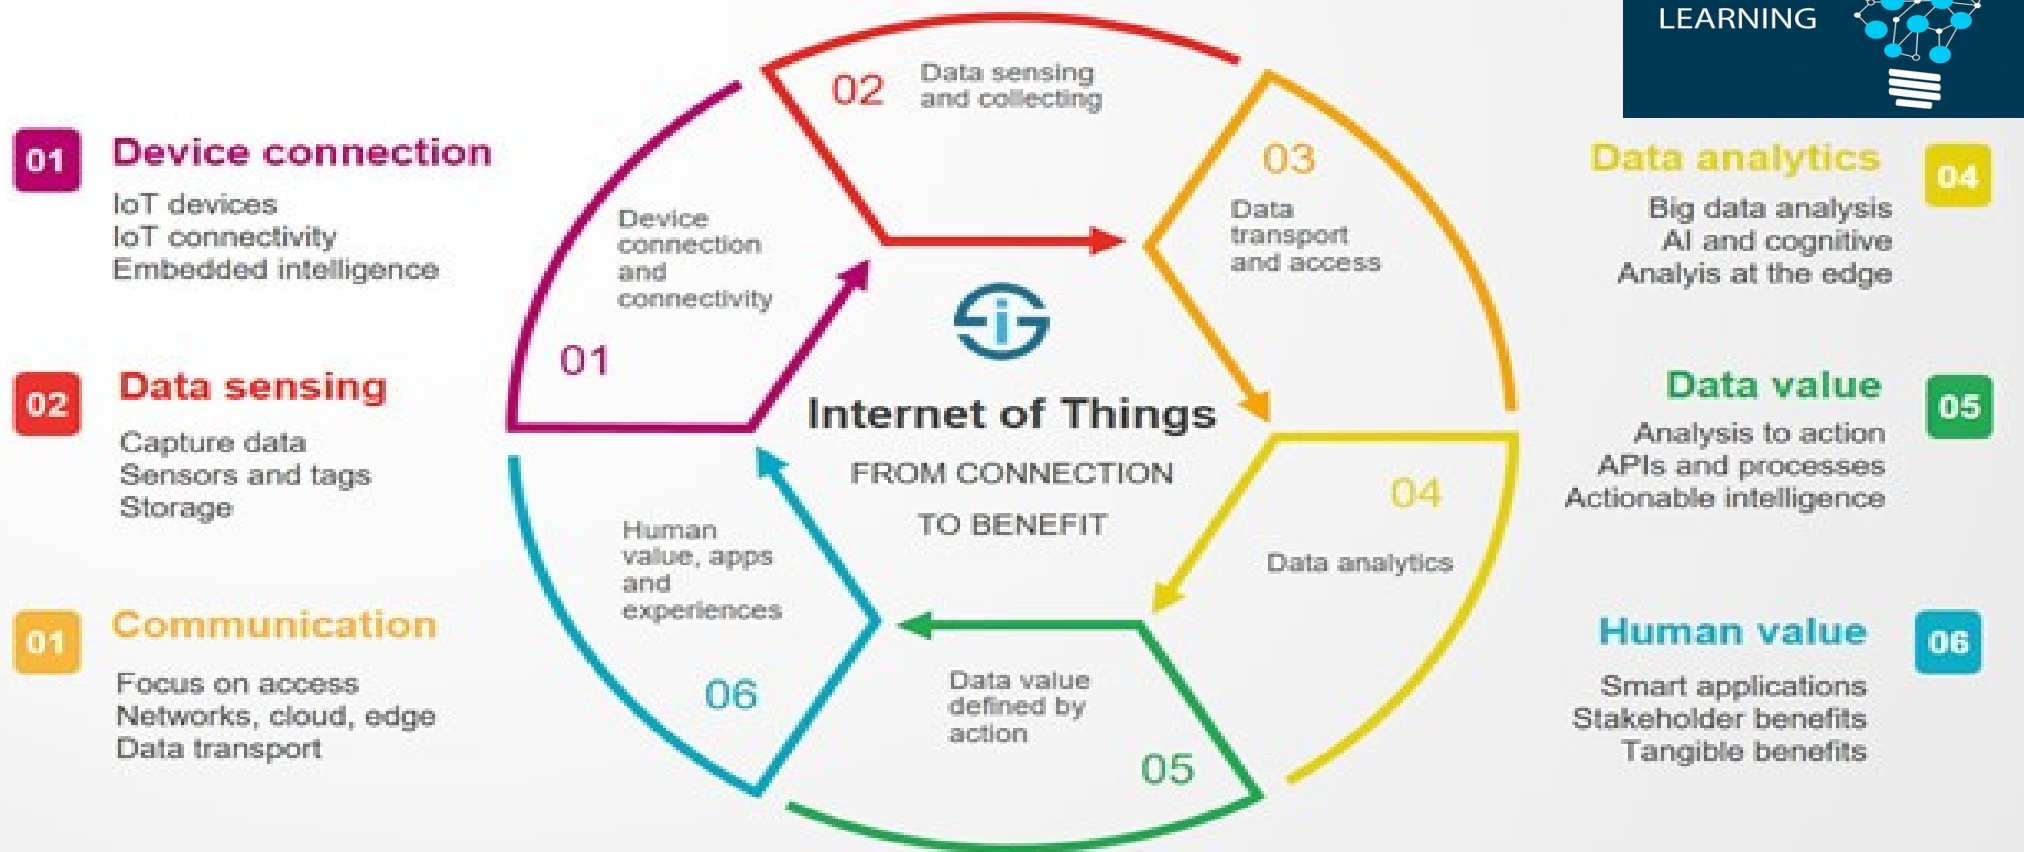 LEARNING
01
Device connection
IoT devices
IoT connectivity
Embedded intelligence
02
Data sensing
Capture data
Sensors and tags
Storage
01
Communication
Focus on access
Networks, cloud, edge
Data transport
01
Device
connection
and
connectivity
02
Data sensing
and collecting
03
Data
transport
and access
04
Data analytics
05
Data value
defined by
action
06
Human
value, apps
and
experiences
Internet of Things
FROM CONNECTION
TO BENEFIT
Data analytics
04
Big data analysis
AI and cognitive
Analyis at the edge
Data value
05
Analysis to action
APIs and processes
Actionable intelligence
Human value
06
Smart applications
Stakeholder benefits
Tangible benefits